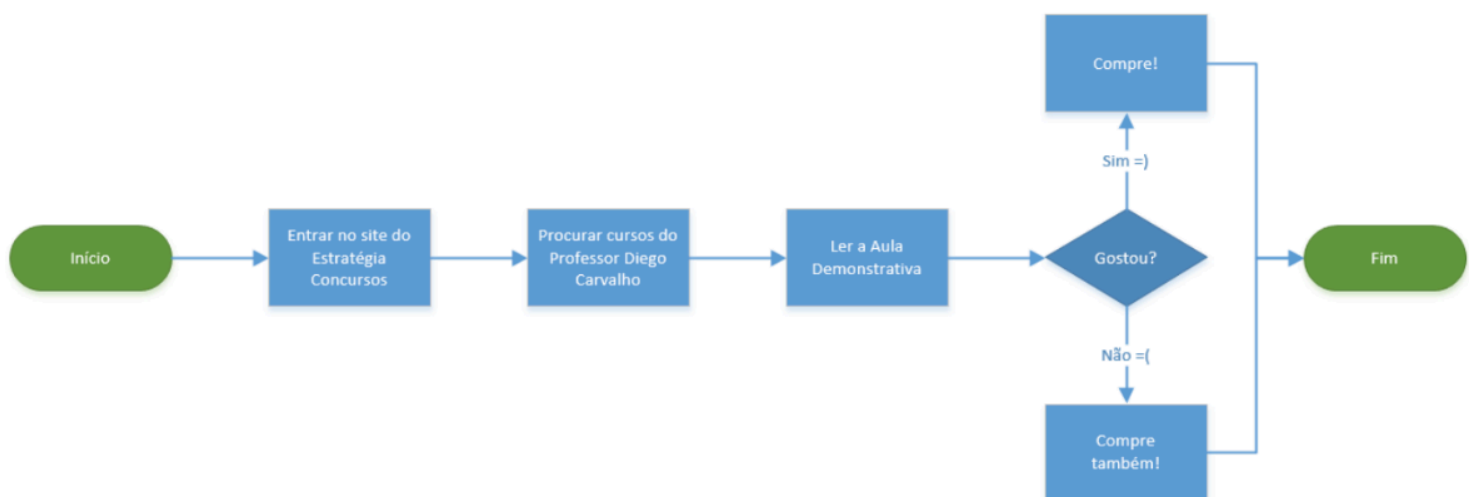 Início
Entrar no site do
Estratégia
Concursos
Procurar cursos do
Professor Diego
Carvalho
Ler a Aula
Demonstrativa
Gostou?
Sim =)
Compre!
Não =(
Compre
também!
Fim